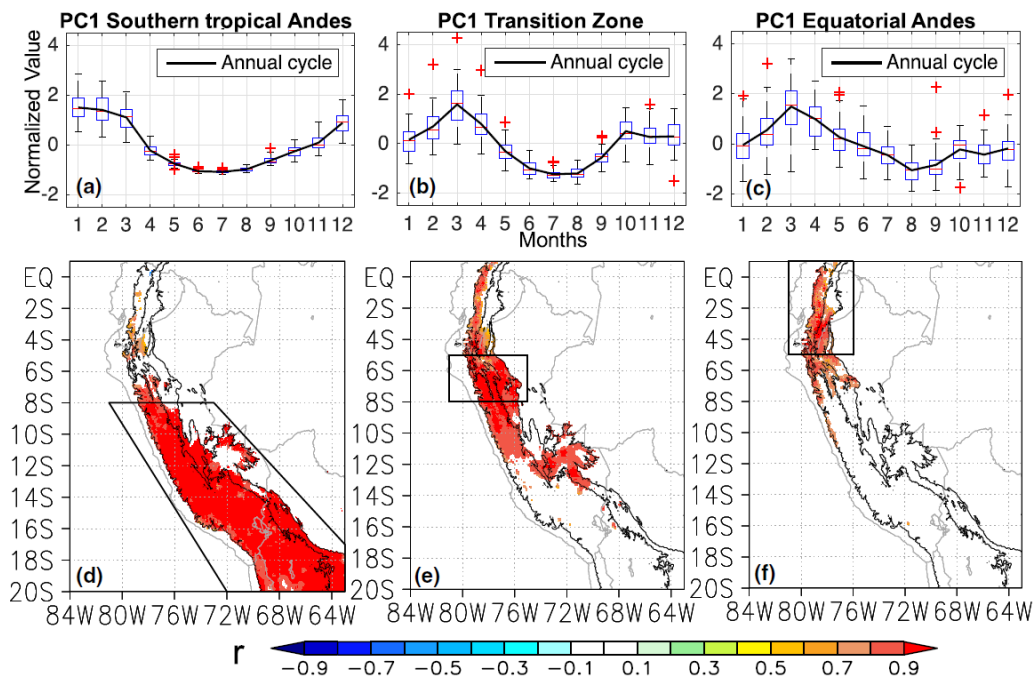 PC1 Southern tropical Andes
PC1 Transition Zone
PC1 Equatorial Andes
Normalized Value
4
2
0
-2
Annual cycle
(a)
1 2 3 4 5 6 7 8 9 10 11 12
4
2
0
-2
Annual cycle
(b)
1 2 3 4 5 6 7 8 9 10 11 12
4
2
0
-2
Annual cycle
(c)
1 2 3 4 5 6 7 8 9 10 11 12
Months
EQ
2S
4S
6S
8S
10S
12S
14S
16S
18S
20S
(d)
84W 80W 76W 72W 68W 64W
EQ
2S
4S
6S
8S
10S
12S
14S
16S
18S
20S
(e)
84W 80W 76W 72W 68W 64W
EQ
2S
4S
6S
8S
10S
12S
14S
16S
18S
20S
(f)
84W 80W 76W 72W 68W 64W
r
-0.9 -0.7 -0.5 -0.3 -0.1 0.1 0.3 0.5 0.7 0.9